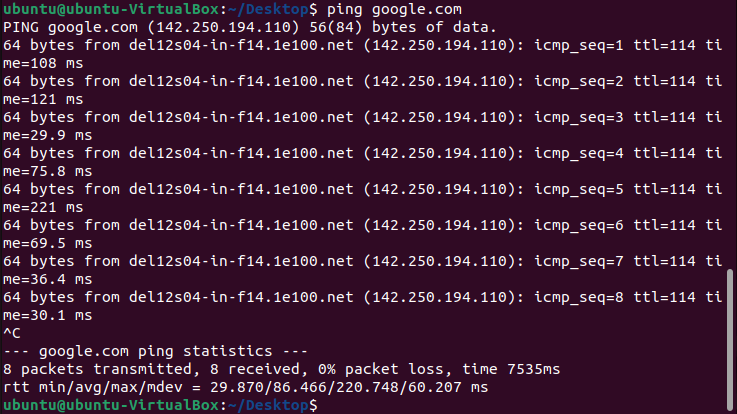 ubuntu@ubuntu-VirtualBox:~/Desktop$ ping google.com
PING google.com (142.250.194.110) 56(84) bytes of data.
64 bytes from del12s04-in-f14.1e100.net (142.250.194.110): icmp_seq=1 ttl=114 ti
me=108 ms
64 bytes from del12s04-in-f14.1e100.net (142.250.194.110): icmp_seq=2 ttl=114 ti
me=121 ms
64 bytes from del12s04-in-f14.1e100.net (142.250.194.110): icmp_seq=3 ttl=114 ti
me=29.9 ms
64 bytes from del12s04-in-f14.1e100.net (142.250.194.110): icmp_seq=4 ttl=114 ti
me=75.8 ms
64 bytes from del12s04-in-f14.1e100.net (142.250.194.110): icmp_seq=5 ttl=114 ti
me=221 ms
64 bytes from del12s04-in-f14.1e100.net (142.250.194.110): icmp_seq=6 ttl=114 ti
me=69.5 ms
64 bytes from del12s04-in-f14.1e100.net (142.250.194.110): icmp_seq=7 ttl=114 ti
me=36.4 ms
64 bytes from del12s04-in-f14.1e100.net (142.250.194.110): icmp_seq=8 ttl=114 ti
me=30.1 ms
^C
--- google.com ping statistics ---
8 packets transmitted, 8 received, 0% packet loss, time 7535ms
rtt min/avg/max/mdev = 29.870/86.466/220.748/60.207 ms
ubuntu@ubuntu-VirtualBox:~/Desktop$